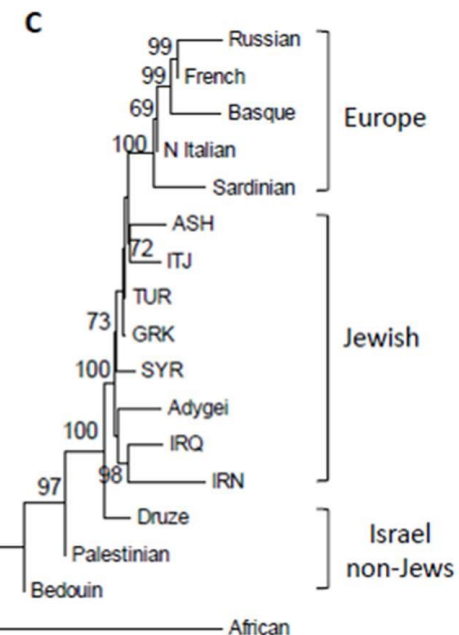 C
99
Russian
99
French
69
Basque
Europe
100
N Italian
Sardinian
ASH
72
ITJ
TUR
73
GRK
Jewish
100
SYR
Adygei
100
IRQ
98
IRN
97
Druze
Israel
non-Jews
Palestinian
Bedouin
African